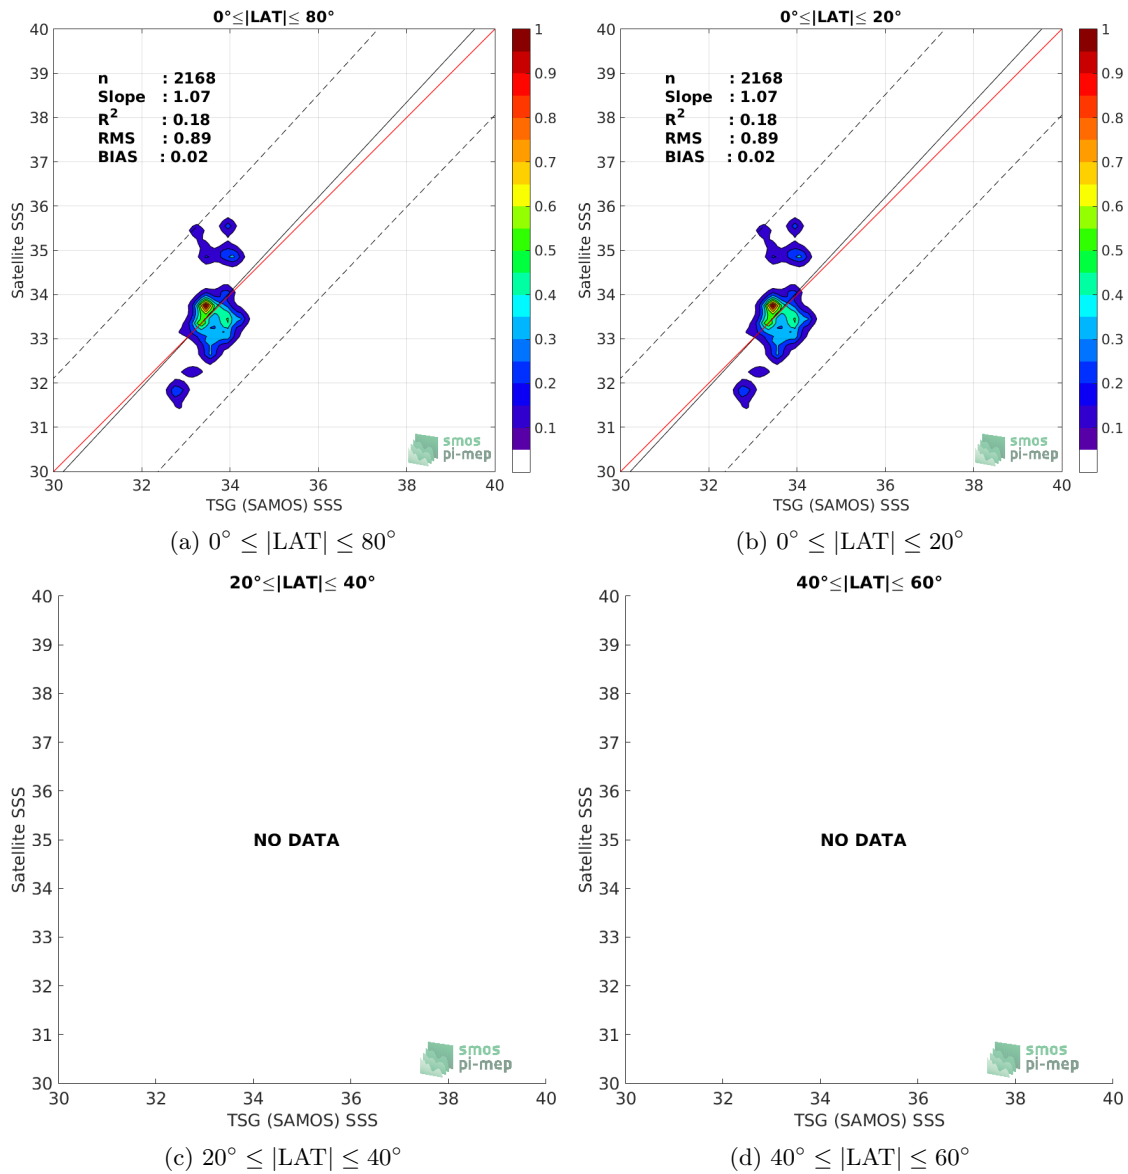 0°≤|LAT|≤ 80°
40
39
38
37
36
35
34
33
32
31
30
Satellite SSS
n : 2168
Slope : 1.07
R² : 0.18
RMS : 0.89
BIAS : 0.02
smos
pi-mep
30 32 34 36 38 40
TSG (SAMOS) SSS
1
0.9
0.8
0.7
0.6
0.5
0.4
0.3
0.2
0.1
(a) 0° ≤ |LAT| ≤ 80°
0°≤|LAT|≤ 20°
40
39
38
37
36
35
34
33
32
31
30
Satellite SSS
n : 2168
Slope : 1.07
R² : 0.18
RMS : 0.89
BIAS : 0.02
smos
pi-mep
30 32 34 36 38 40
TSG (SAMOS) SSS
1
0.9
0.8
0.7
0.6
0.5
0.4
0.3
0.2
0.1
(b) 0° ≤ |LAT| ≤ 20°
20°≤|LAT|≤ 40°
40
39
38
37
36
35
34
33
32
31
30
Satellite SSS
NO DATA
smos
pi-mep
30 32 34 36 38 40
TSG (SAMOS) SSS
(c) 20° ≤ |LAT| ≤ 40°
40°≤|LAT|≤ 60°
40
39
38
37
36
35
34
33
32
31
30
Satellite SSS
NO DATA
smos
pi-mep
30 32 34 36 38 40
TSG (SAMOS) SSS
(d) 40° ≤ |LAT| ≤ 60°